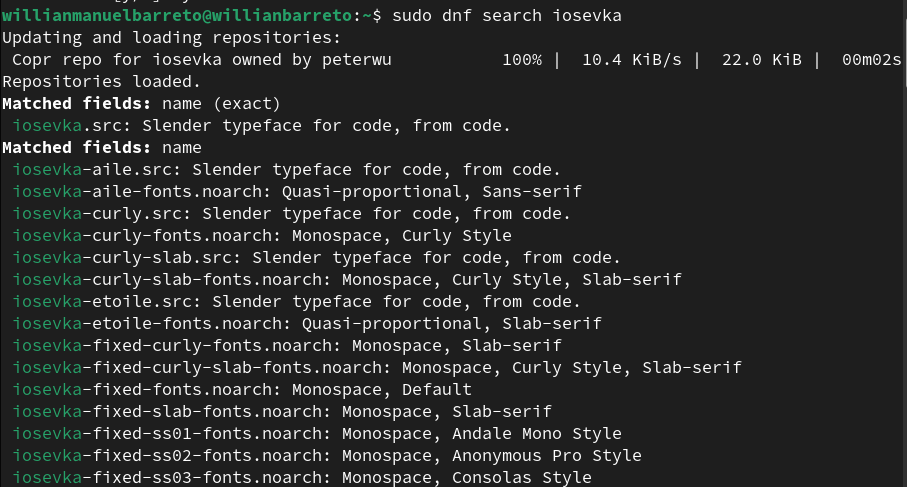 willianmanuelbarreto@willianbarreto:~$ sudo dnf search iosevka
Updating and loading repositories:
 Copr repo for iosevka owned by peterwu           100% |  10.4 KiB/s |  22.0 KiB |  00m02s
Repositories loaded.
Matched fields: name (exact)
 iosevka.src: Slender typeface for code, from code.
Matched fields: name
 iosevka-aile.src: Slender typeface for code, from code.
 iosevka-aile-fonts.noarch: Quasi-proportional, Sans-serif
 iosevka-curly.src: Slender typeface for code, from code.
 iosevka-curly-fonts.noarch: Monospace, Curly Style
 iosevka-curly-slab.src: Slender typeface for code, from code.
 iosevka-curly-slab-fonts.noarch: Monospace, Curly Style, Slab-serif
 iosevka-etoile.src: Slender typeface for code, from code.
 iosevka-etoile-fonts.noarch: Quasi-proportional, Slab-serif
 iosevka-fixed-curly-fonts.noarch: Monospace, Slab-serif
 iosevka-fixed-curly-slab-fonts.noarch: Monospace, Curly Style, Slab-serif
 iosevka-fixed-fonts.noarch: Monospace, Default
 iosevka-fixed-slab-fonts.noarch: Monospace, Slab-serif
 iosevka-fixed-ss01-fonts.noarch: Monospace, Andale Mono Style
 iosevka-fixed-ss02-fonts.noarch: Monospace, Anonymous Pro Style
 iosevka-fixed-ss03-fonts.noarch: Monospace, Consolas Style